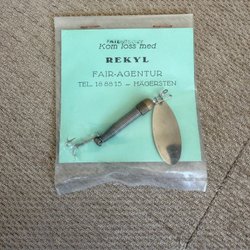 Kom loss med
REKYL
FAIR-AGENTUR
TEL. 18 88 15 - HÄGERSTEN